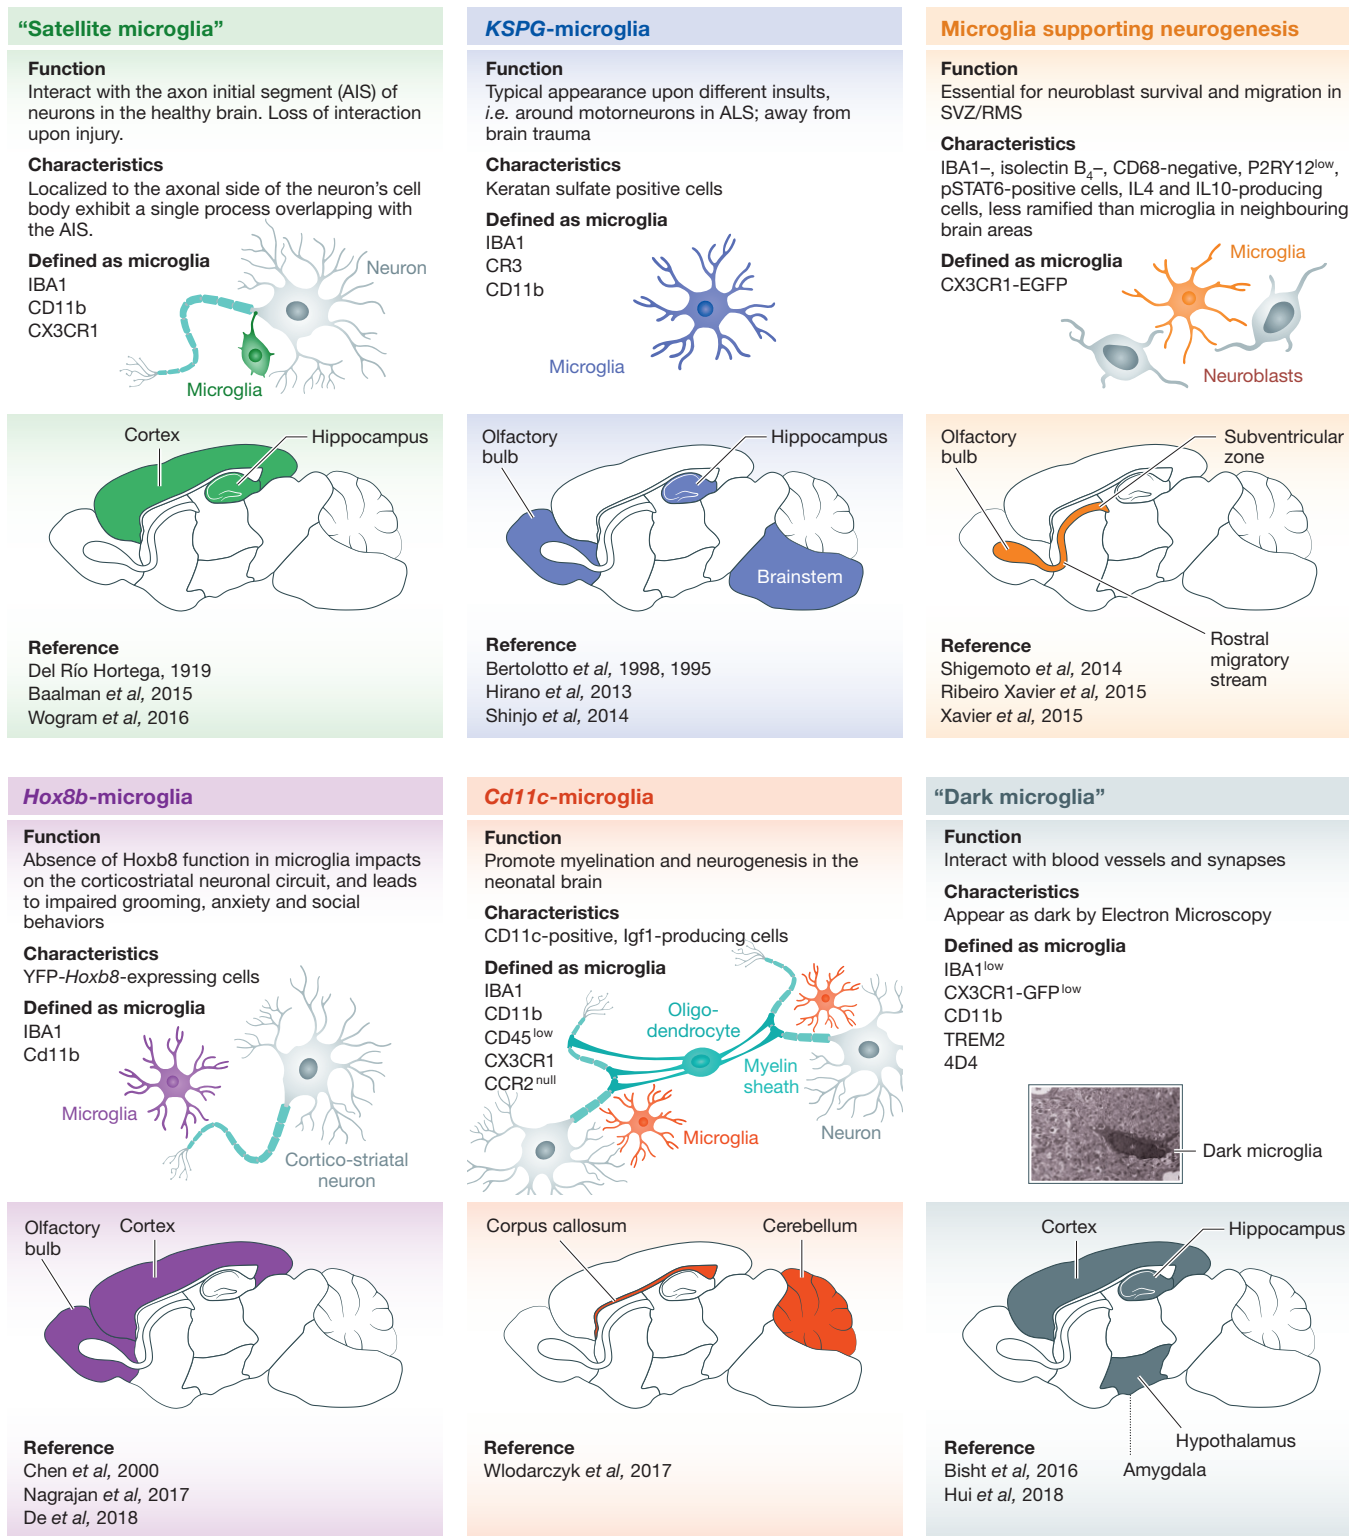 “Satellite microglia”
Function
Interact with the axon initial segment (AIS) of
neurons in the healthy brain. Loss of interaction
upon injury.
Characteristics
Localized to the axonal side of the neuron’s cell
body exhibit a single process overlapping with
the AIS.
Defined as microglia
IBA1
CD11b
CX3CR1
Neuron
Microglia
Cortex
Hippocampus
Reference
Del Río Hortega, 1919
Baalman et al, 2015
Wogram et al, 2016
KSPG-microglia
Function
Typical appearance upon different insults,
i.e. around motorneurons in ALS; away from
brain trauma
Characteristics
Keratan sulfate positive cells
Defined as microglia
IBA1
CR3
CD11b
Microglia
Olfactory
bulb
Hippocampus
Brainstem
Reference
Bertolotto et al, 1998, 1995
Hirano et al, 2013
Shinjo et al, 2014
Microglia supporting neurogenesis
Function
Essential for neuroblast survival and migration in
SVZ/RMS
Characteristics
IBA1–, isolectin B4–, CD68-negative, P2RY12low,
pSTAT6-positive cells, IL4 and IL10-producing
cells, less ramified than microglia in neighbouring
brain areas
Defined as microglia
CX3CR1-EGFP
Microglia
Neuroblasts
Olfactory
bulb
Subventricular
zone
Rostral
migratory
stream
Reference
Shigemoto et al, 2014
Ribeiro Xavier et al, 2015
Xavier et al, 2015
Hox8b-microglia
Function
Absence of Hoxb8 function in microglia impacts
on the corticostriatal neuronal circuit, and leads
to impaired grooming, anxiety and social
behaviors
Characteristics
YFP-Hoxb8-expressing cells
Defined as microglia
IBA1
Cd11b
Microglia
Cortico-striatal
neuron
Olfactory
bulb
Cortex
Reference
Chen et al, 2000
Nagrajan et al, 2017
De et al, 2018
Cd11c-microglia
Function
Promote myelination and neurogenesis in the
neonatal brain
Characteristics
CD11c-positive, Igf1-producing cells
Defined as microglia
IBA1
CD11b
CD45 low
CX3CR1
CCR2 null
Oligo-
dendrocyte
Myelin
sheath
Microglia
Neuron
Corpus callosum
Cerebellum
Reference
Wlodarczyk et al, 2017
“Dark microglia”
Function
Interact with blood vessels and synapses
Characteristics
Appear as dark by Electron Microscopy
Defined as microglia
IBA1low
CX3CR1-GFP low
CD11b
TREM2
4D4
Dark microglia
Cortex
Hippocampus
Hypothalamus
Amygdala
Reference
Bisht et al, 2016
Hui et al, 2018